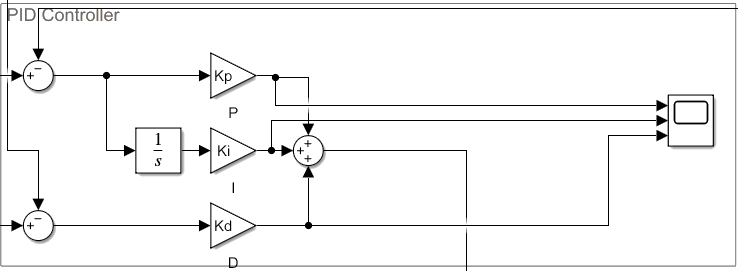 PID Controller
−
+
Kp
P
1
s
Ki
+
+
+
I
−
+
Kd
D